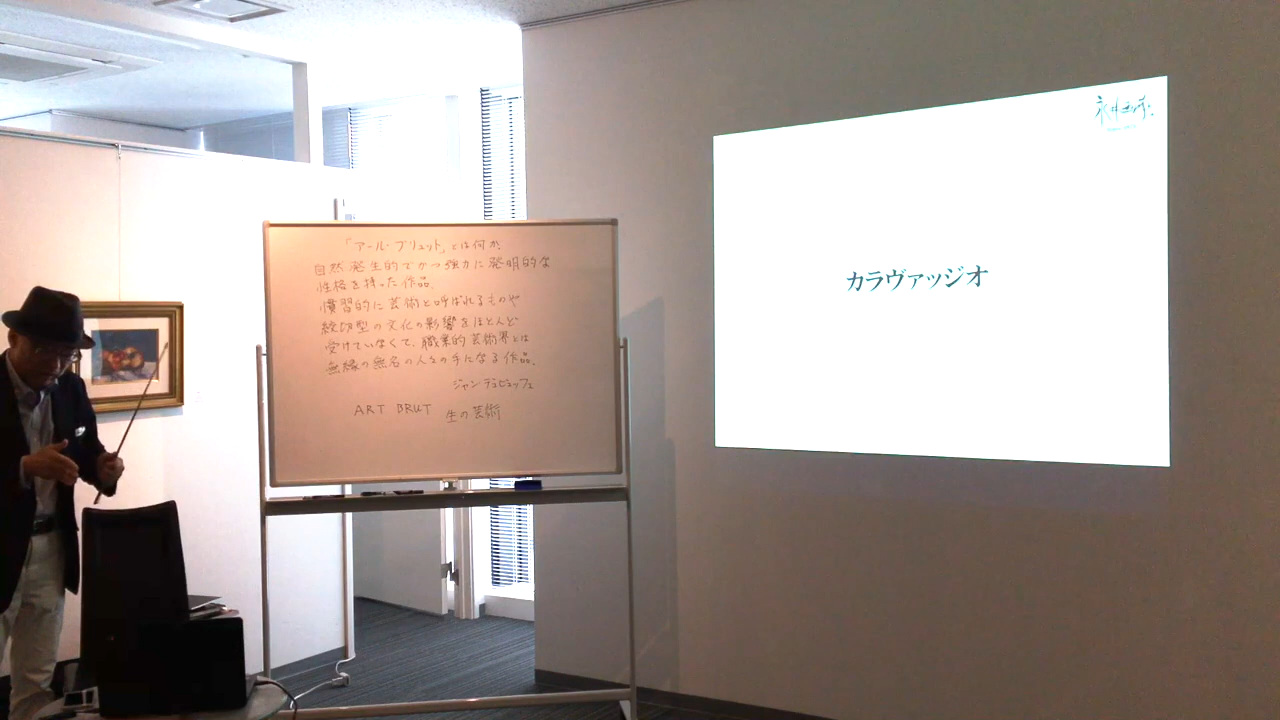 「アール・ブリュット」とは何か
自然発生的でかつ強力に発明的な
性格を持った作品。
慣習的に芸術と呼ばれるものや
紋切型の文化の影響をほとんど
受けていなくて、職業的芸術界とは
無縁の無名の人々の手になる作品。
ジャン デュビュッフェ
ART BRUT 生の芸術
カラヴァッジオ